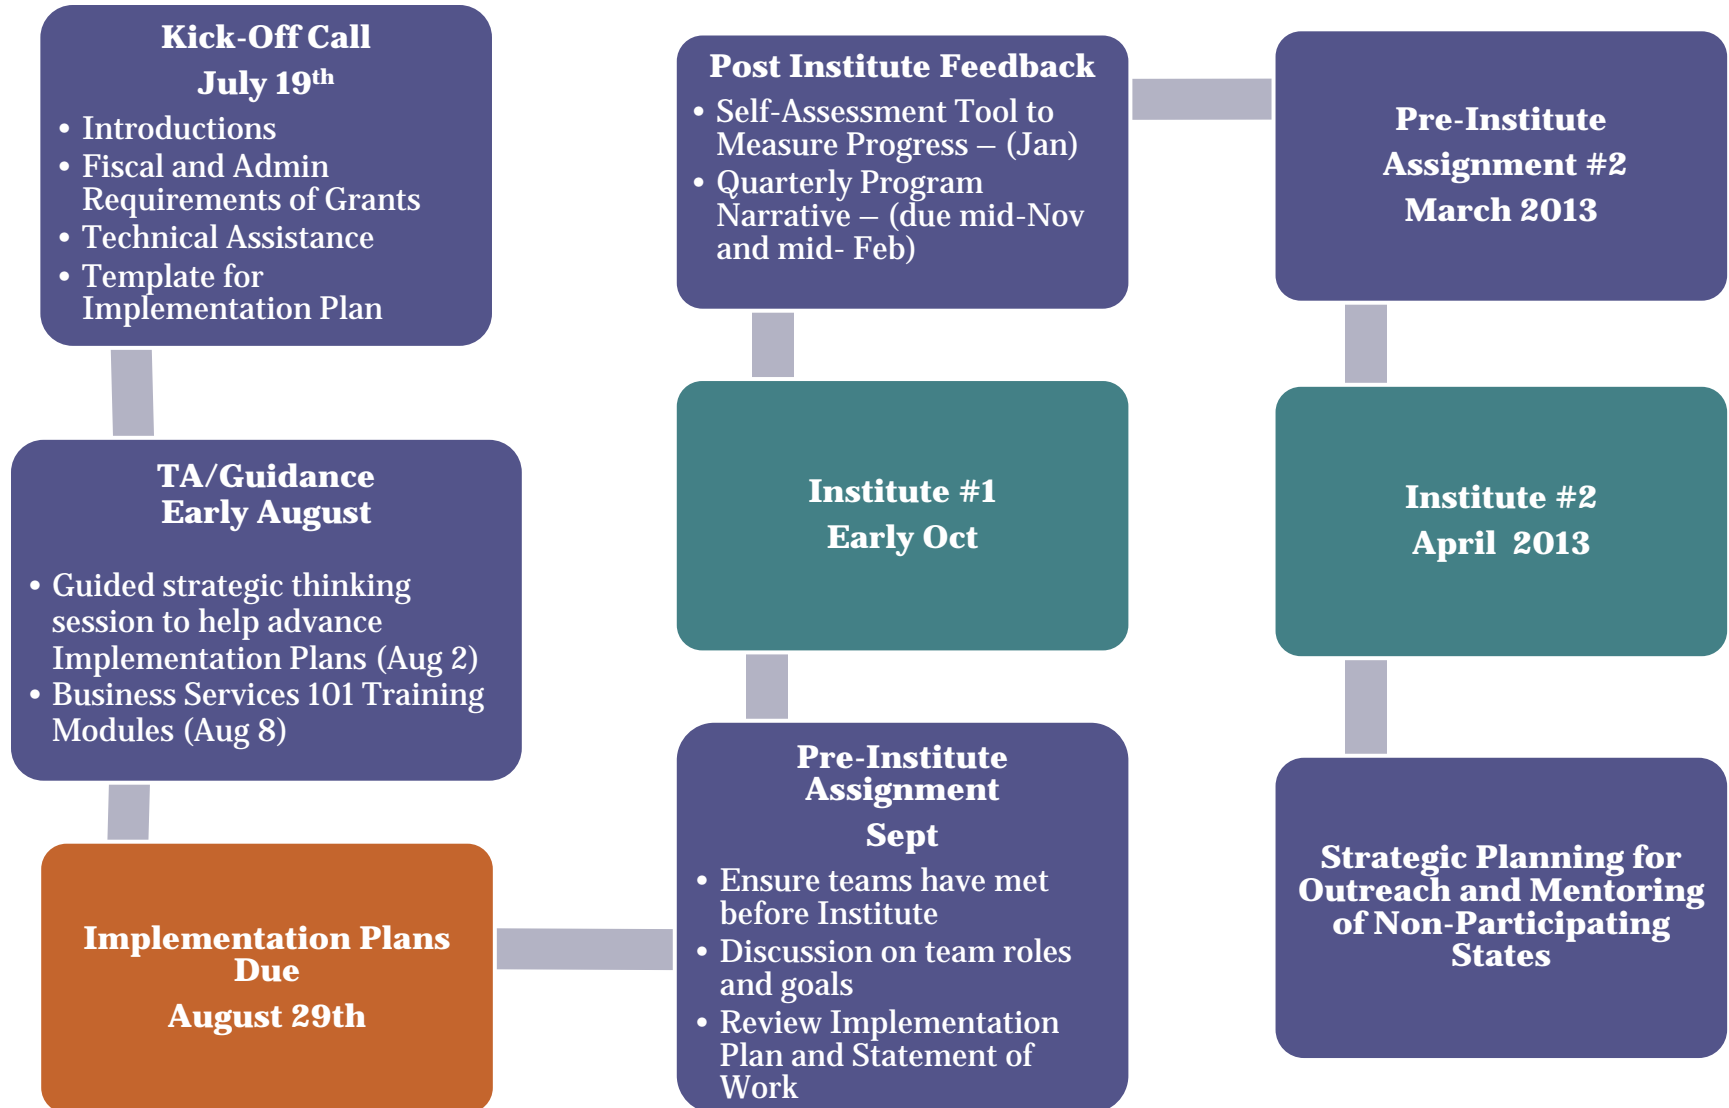 Kick-Off Call
July 19th
• Introductions
• Fiscal and Admin
Requirements of Grants
• Technical Assistance
• Template for
Implementation Plan
TA/Guidance
Early August
• Guided strategic thinking
session to help advance
Implementation Plans (Aug 2)
• Business Services 101 Training
Modules (Aug 8)
Implementation Plans
Due
August 29th
Pre-Institute
Assignment
Sept
• Ensure teams have met
before Institute
• Discussion on team roles
and goals
• Review Implementation
Plan and Statement of
Work
Institute #1
Early Oct
Post Institute Feedback
• Self-Assessment Tool to
Measure Progress – (Jan)
• Quarterly Program
Narrative – (due mid-Nov
and mid- Feb)
Pre-Institute
Assignment #2
March 2013
Institute #2
April 2013
Strategic Planning for
Outreach and Mentoring
of Non-Participating
States